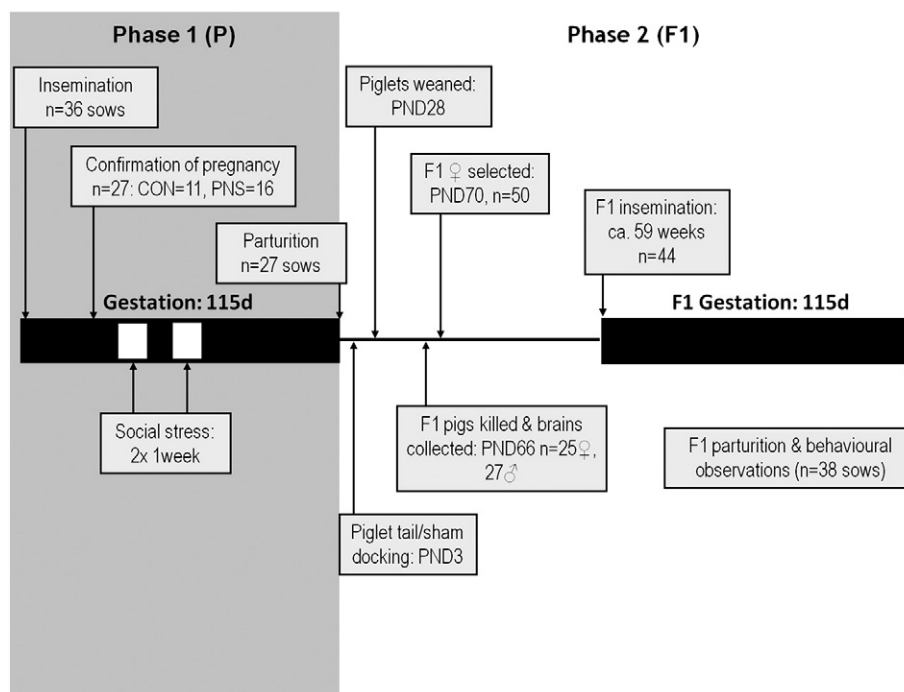 Phase 1 (P)
Phase 2 (F1)
Insemination
n=36 sows
Confirmation of pregnancy
n=27: CON=11, PNS=16
Parturition
n=27 sows
Piglets weaned:
PND28
F1 ♀ selected:
PND70, n=50
F1 insemination:
ca. 59 weeks
n=44
Gestation: 115d
F1 Gestation: 115d
Social stress:
2x 1week
F1 pigs killed & brains
collected: PND66 n=25♀,
27♂
Piglet tail/sham
docking: PND3
F1 parturition & behavioural
observations (n=38 sows)